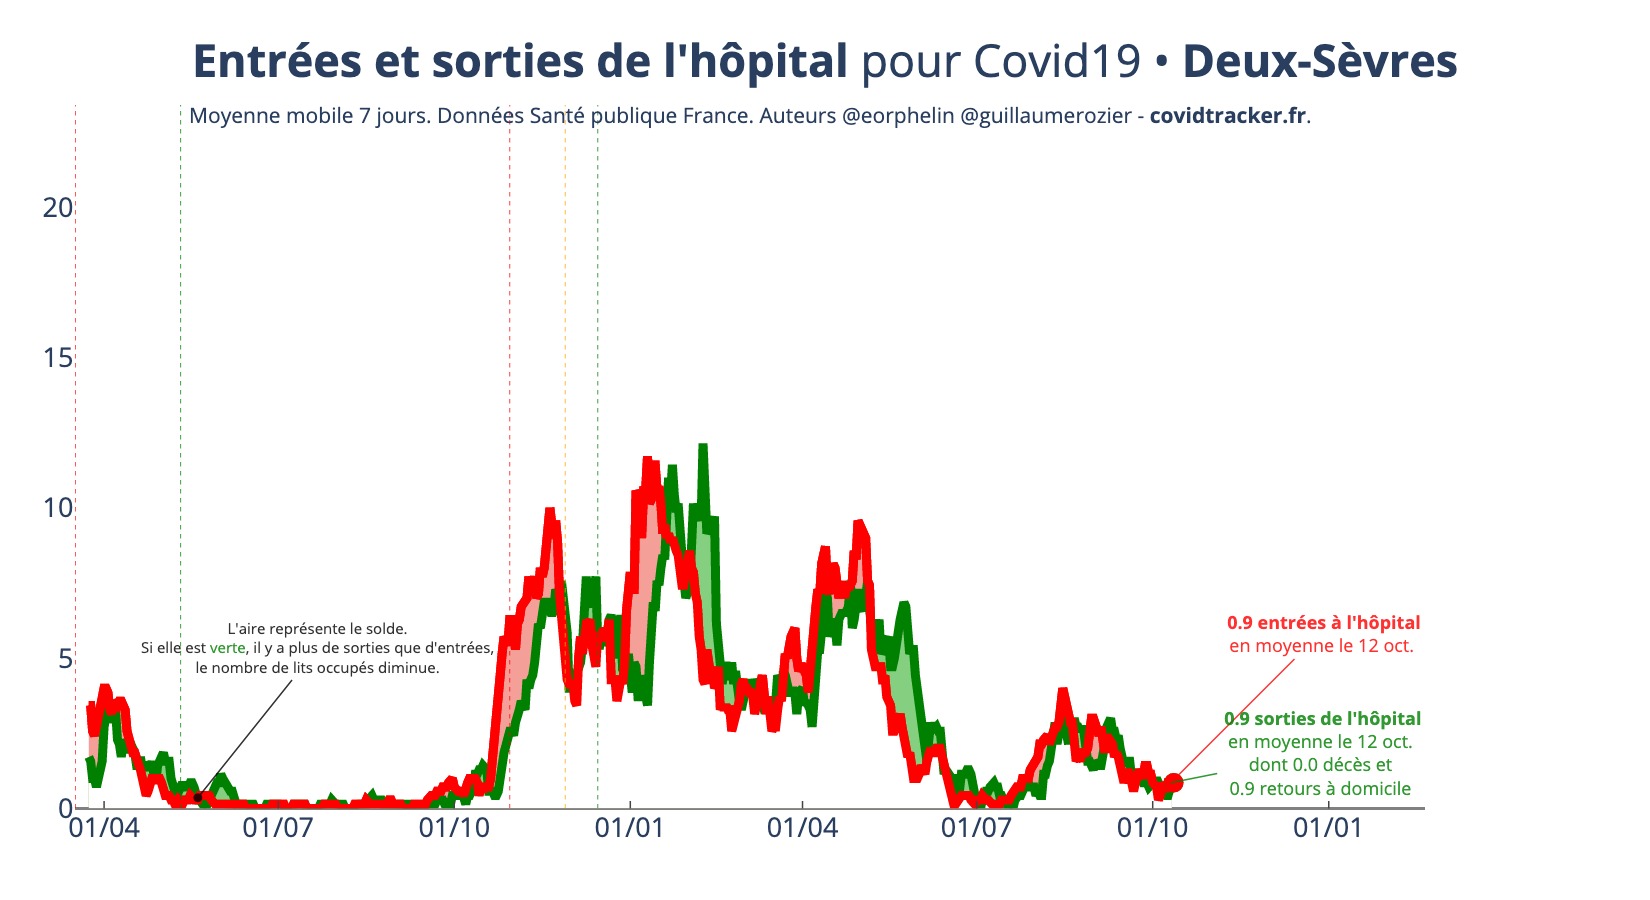 Entrées et sorties de l'hôpital pour Covid19 • Deux-Sèvres
Moyenne mobile 7 jours. Données Santé publique France. Auteurs @eorphelin @guillaumerozier - covidtracker.fr.
20
15
10
5
0
L'aire représente le solde.
Si elle est verte, il y a plus de sorties que d'entrées,
le nombre de lits occupés diminue.
0.9 entrées à l'hôpital
en moyenne le 12 oct.
0.9 sorties de l'hôpital
en moyenne le 12 oct.
dont 0.0 décès et
0.9 retours à domicile
01/04 01/07 01/10 01/01 01/04 01/07 01/10 01/01